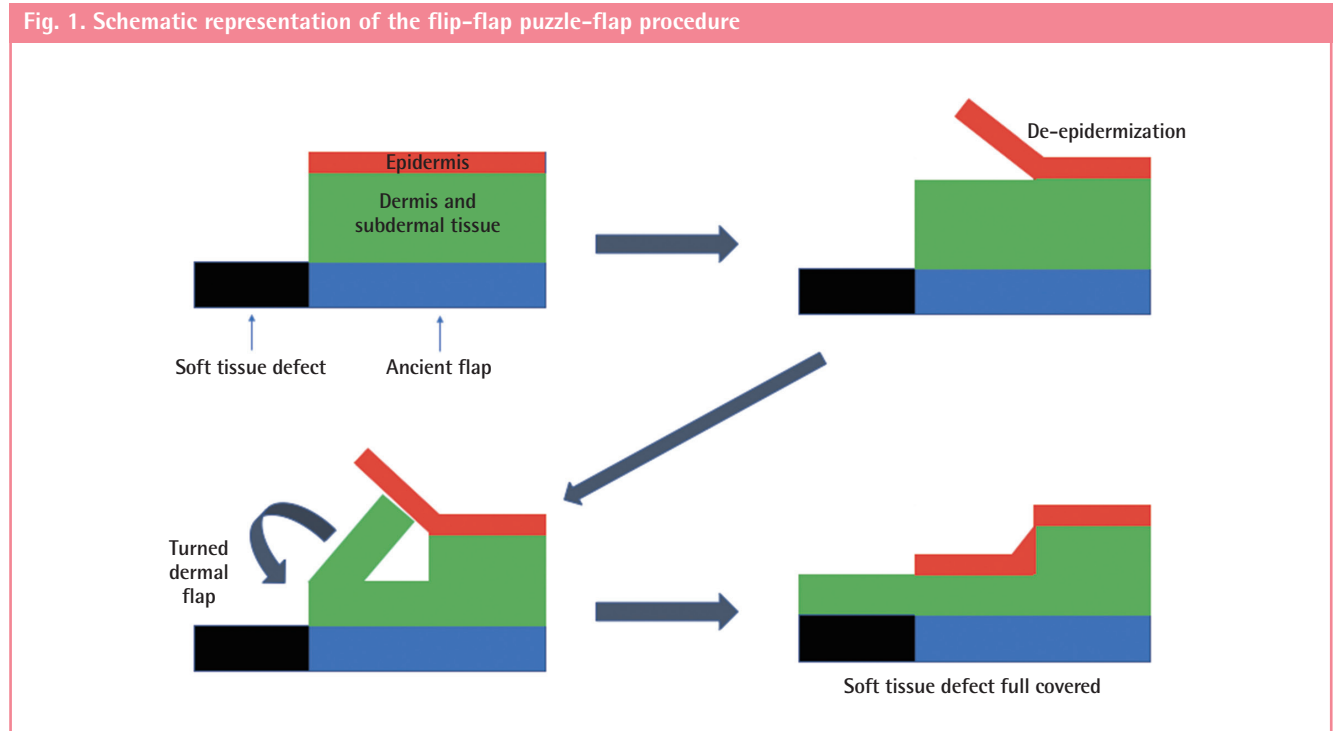 Fig. 1. Schematic representation of the flip-flap puzzle-flap procedure
Epidermis
Dermis and
subdermal tissue
Soft tissue defect
Ancient flap
De-epidermization
Turned
dermal
flap
Soft tissue defect full covered